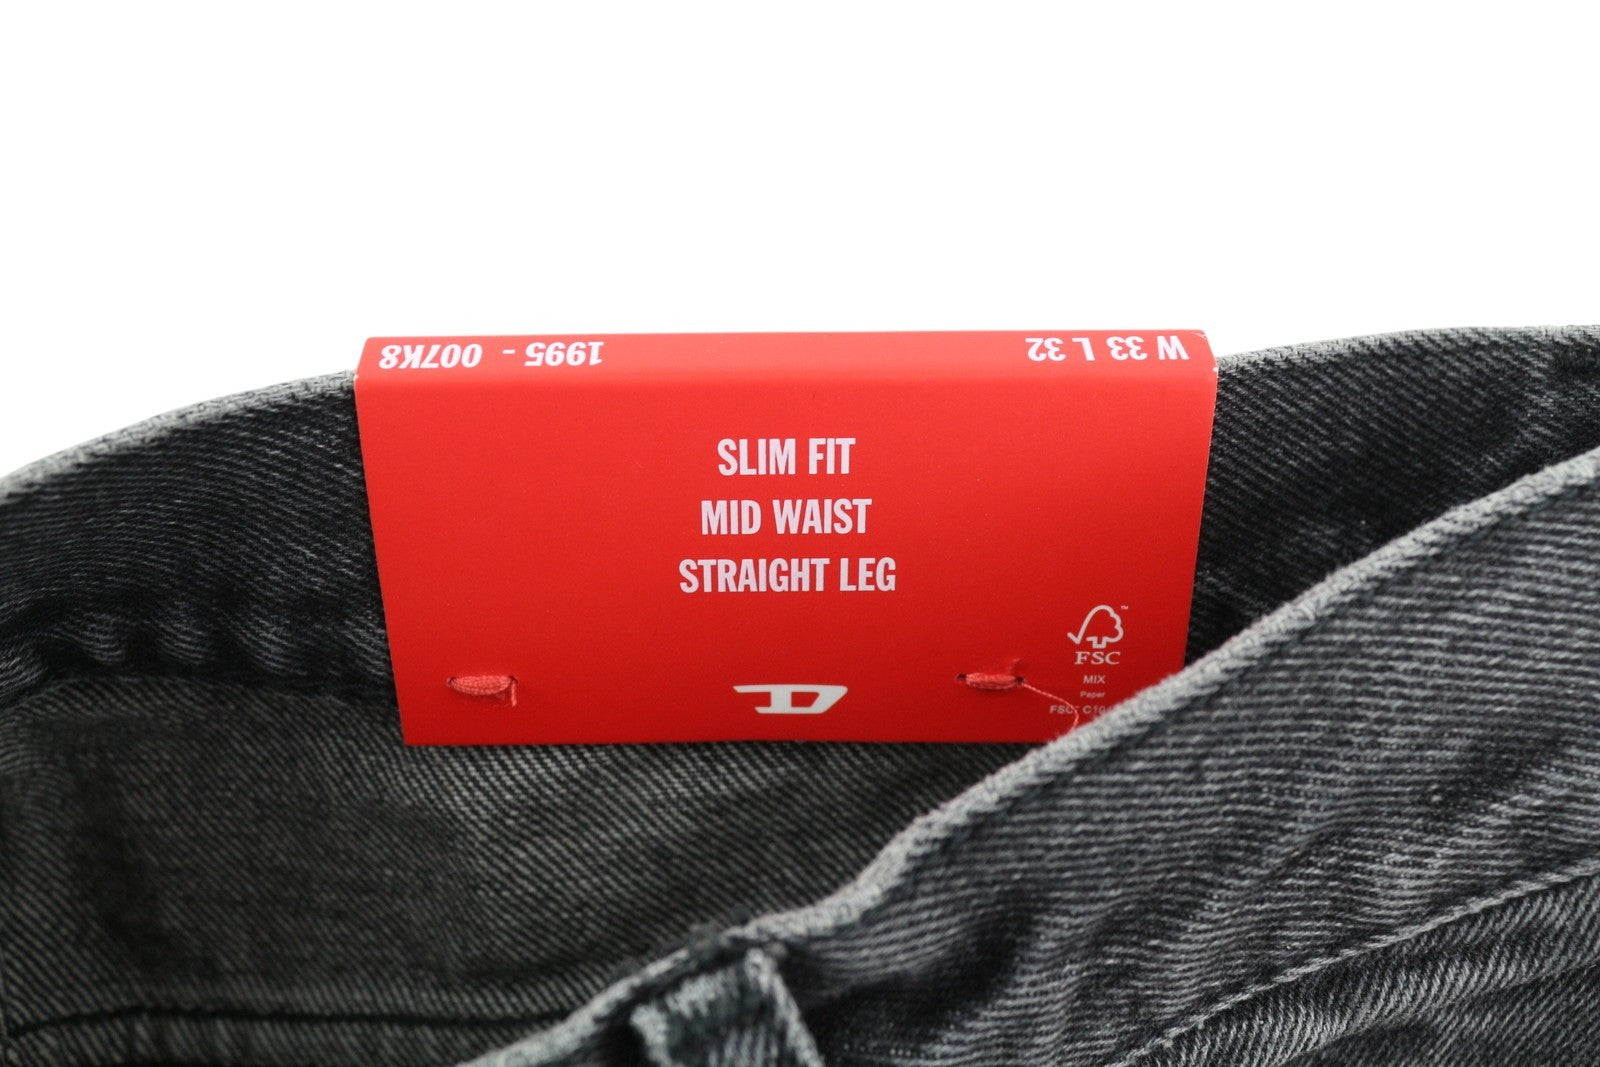 1995 - 007K8
W 33 L 32
SLIM FIT
MID WAIST
STRAIGHT LEG
FSC
MIX
Paper